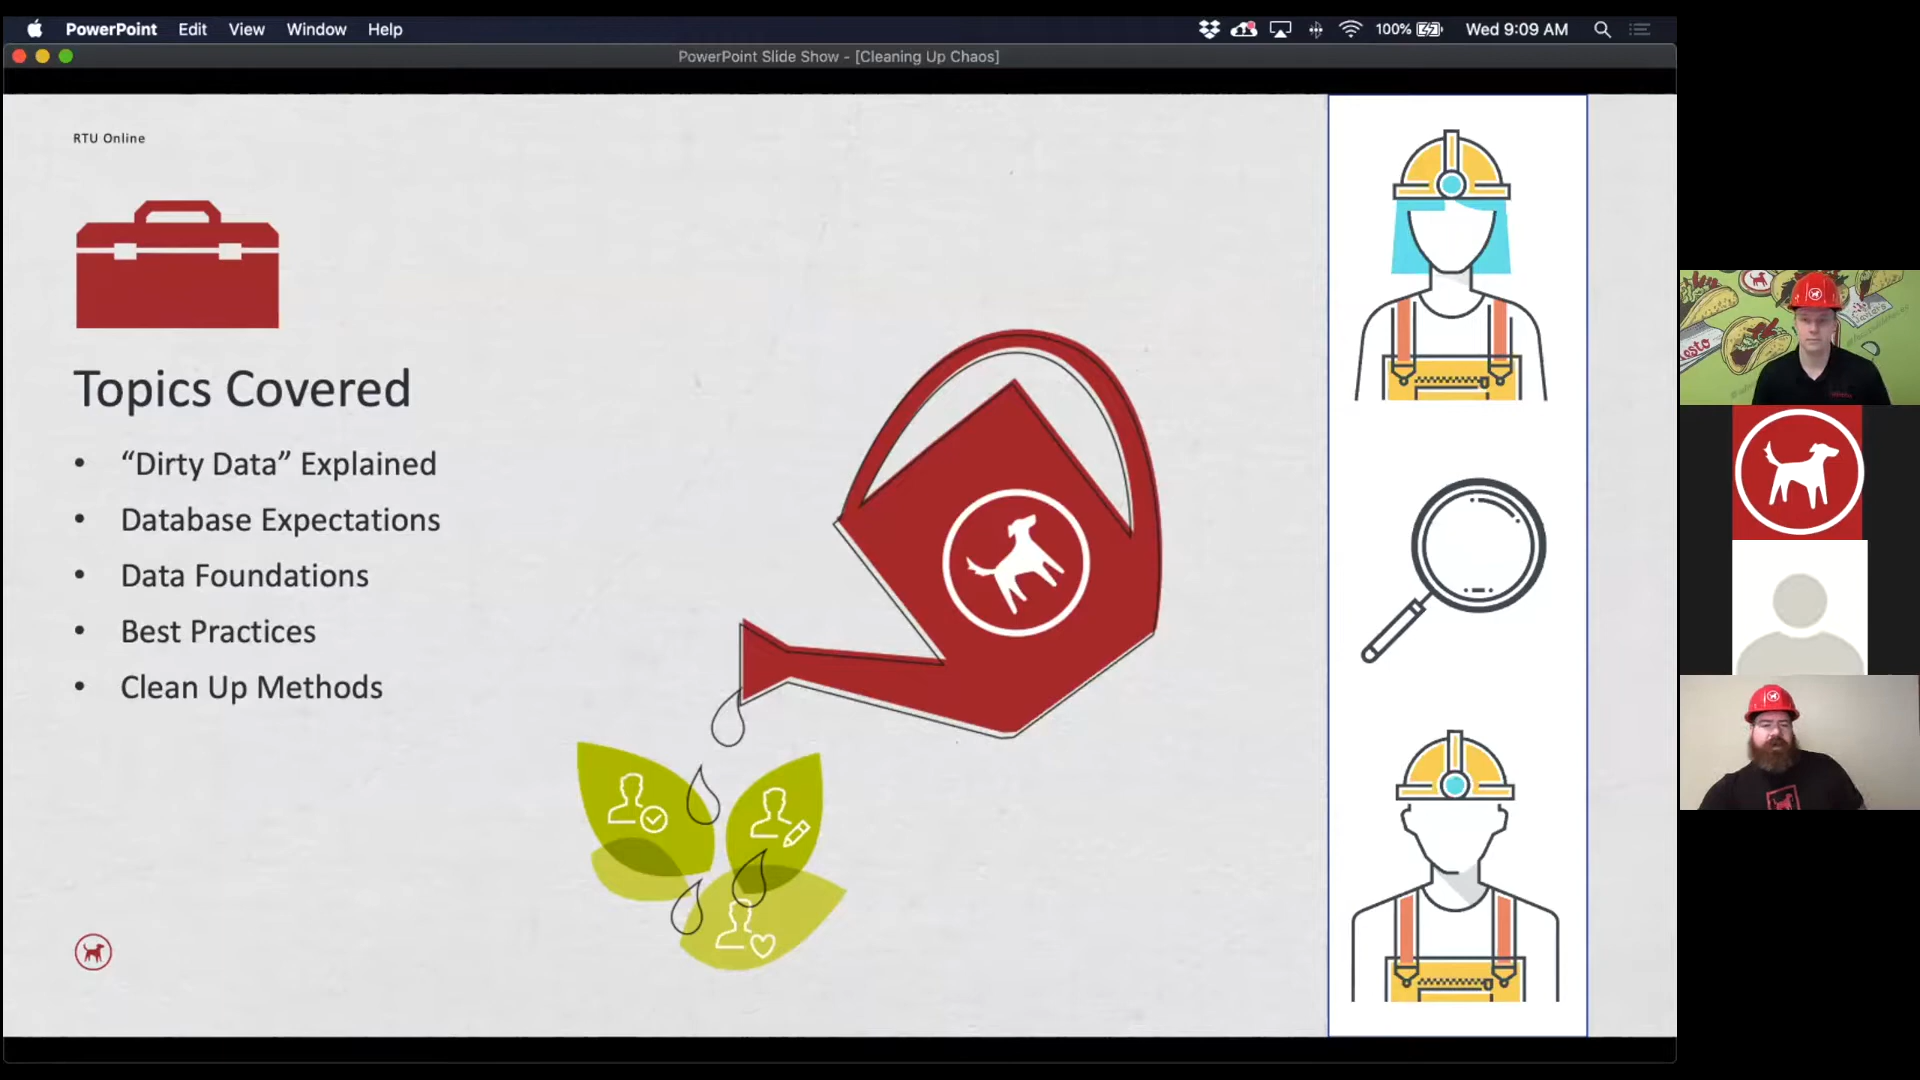 PowerPoint Edit View Window Help 100% Wed 9:09 AM
PowerPoint Slide Show - [Cleaning Up Chaos]
RTU Online
Topics Covered
• “Dirty Data” Explained
• Database Expectations
• Data Foundations
• Best Practices
• Clean Up Methods